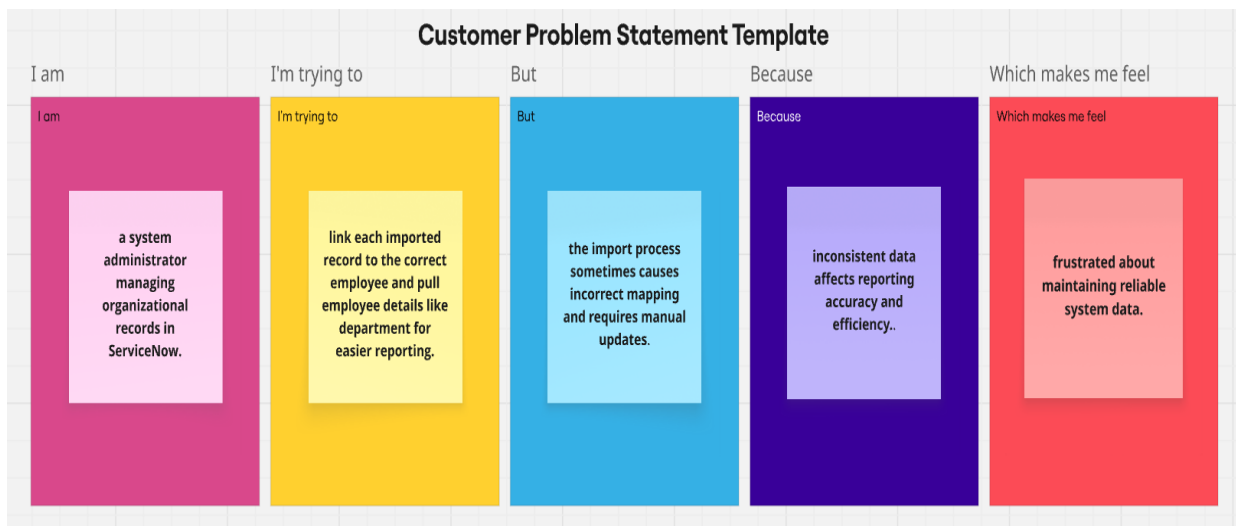 Customer Problem Statement Template
I am
I'm trying to
But
Because
Which makes me feel
I am
I'm trying to
But
Because
Which makes me feel
a system
administrator
managing
organizational
records in
ServiceNow.
link each imported
record to the correct
employee and pull
employee details like
department for
easier reporting.
the import process
sometimes causes
incorrect mapping
and requires manual
updates.
inconsistent data
affects reporting
accuracy and
efficiency..
frustrated about
maintaining reliable
system data.